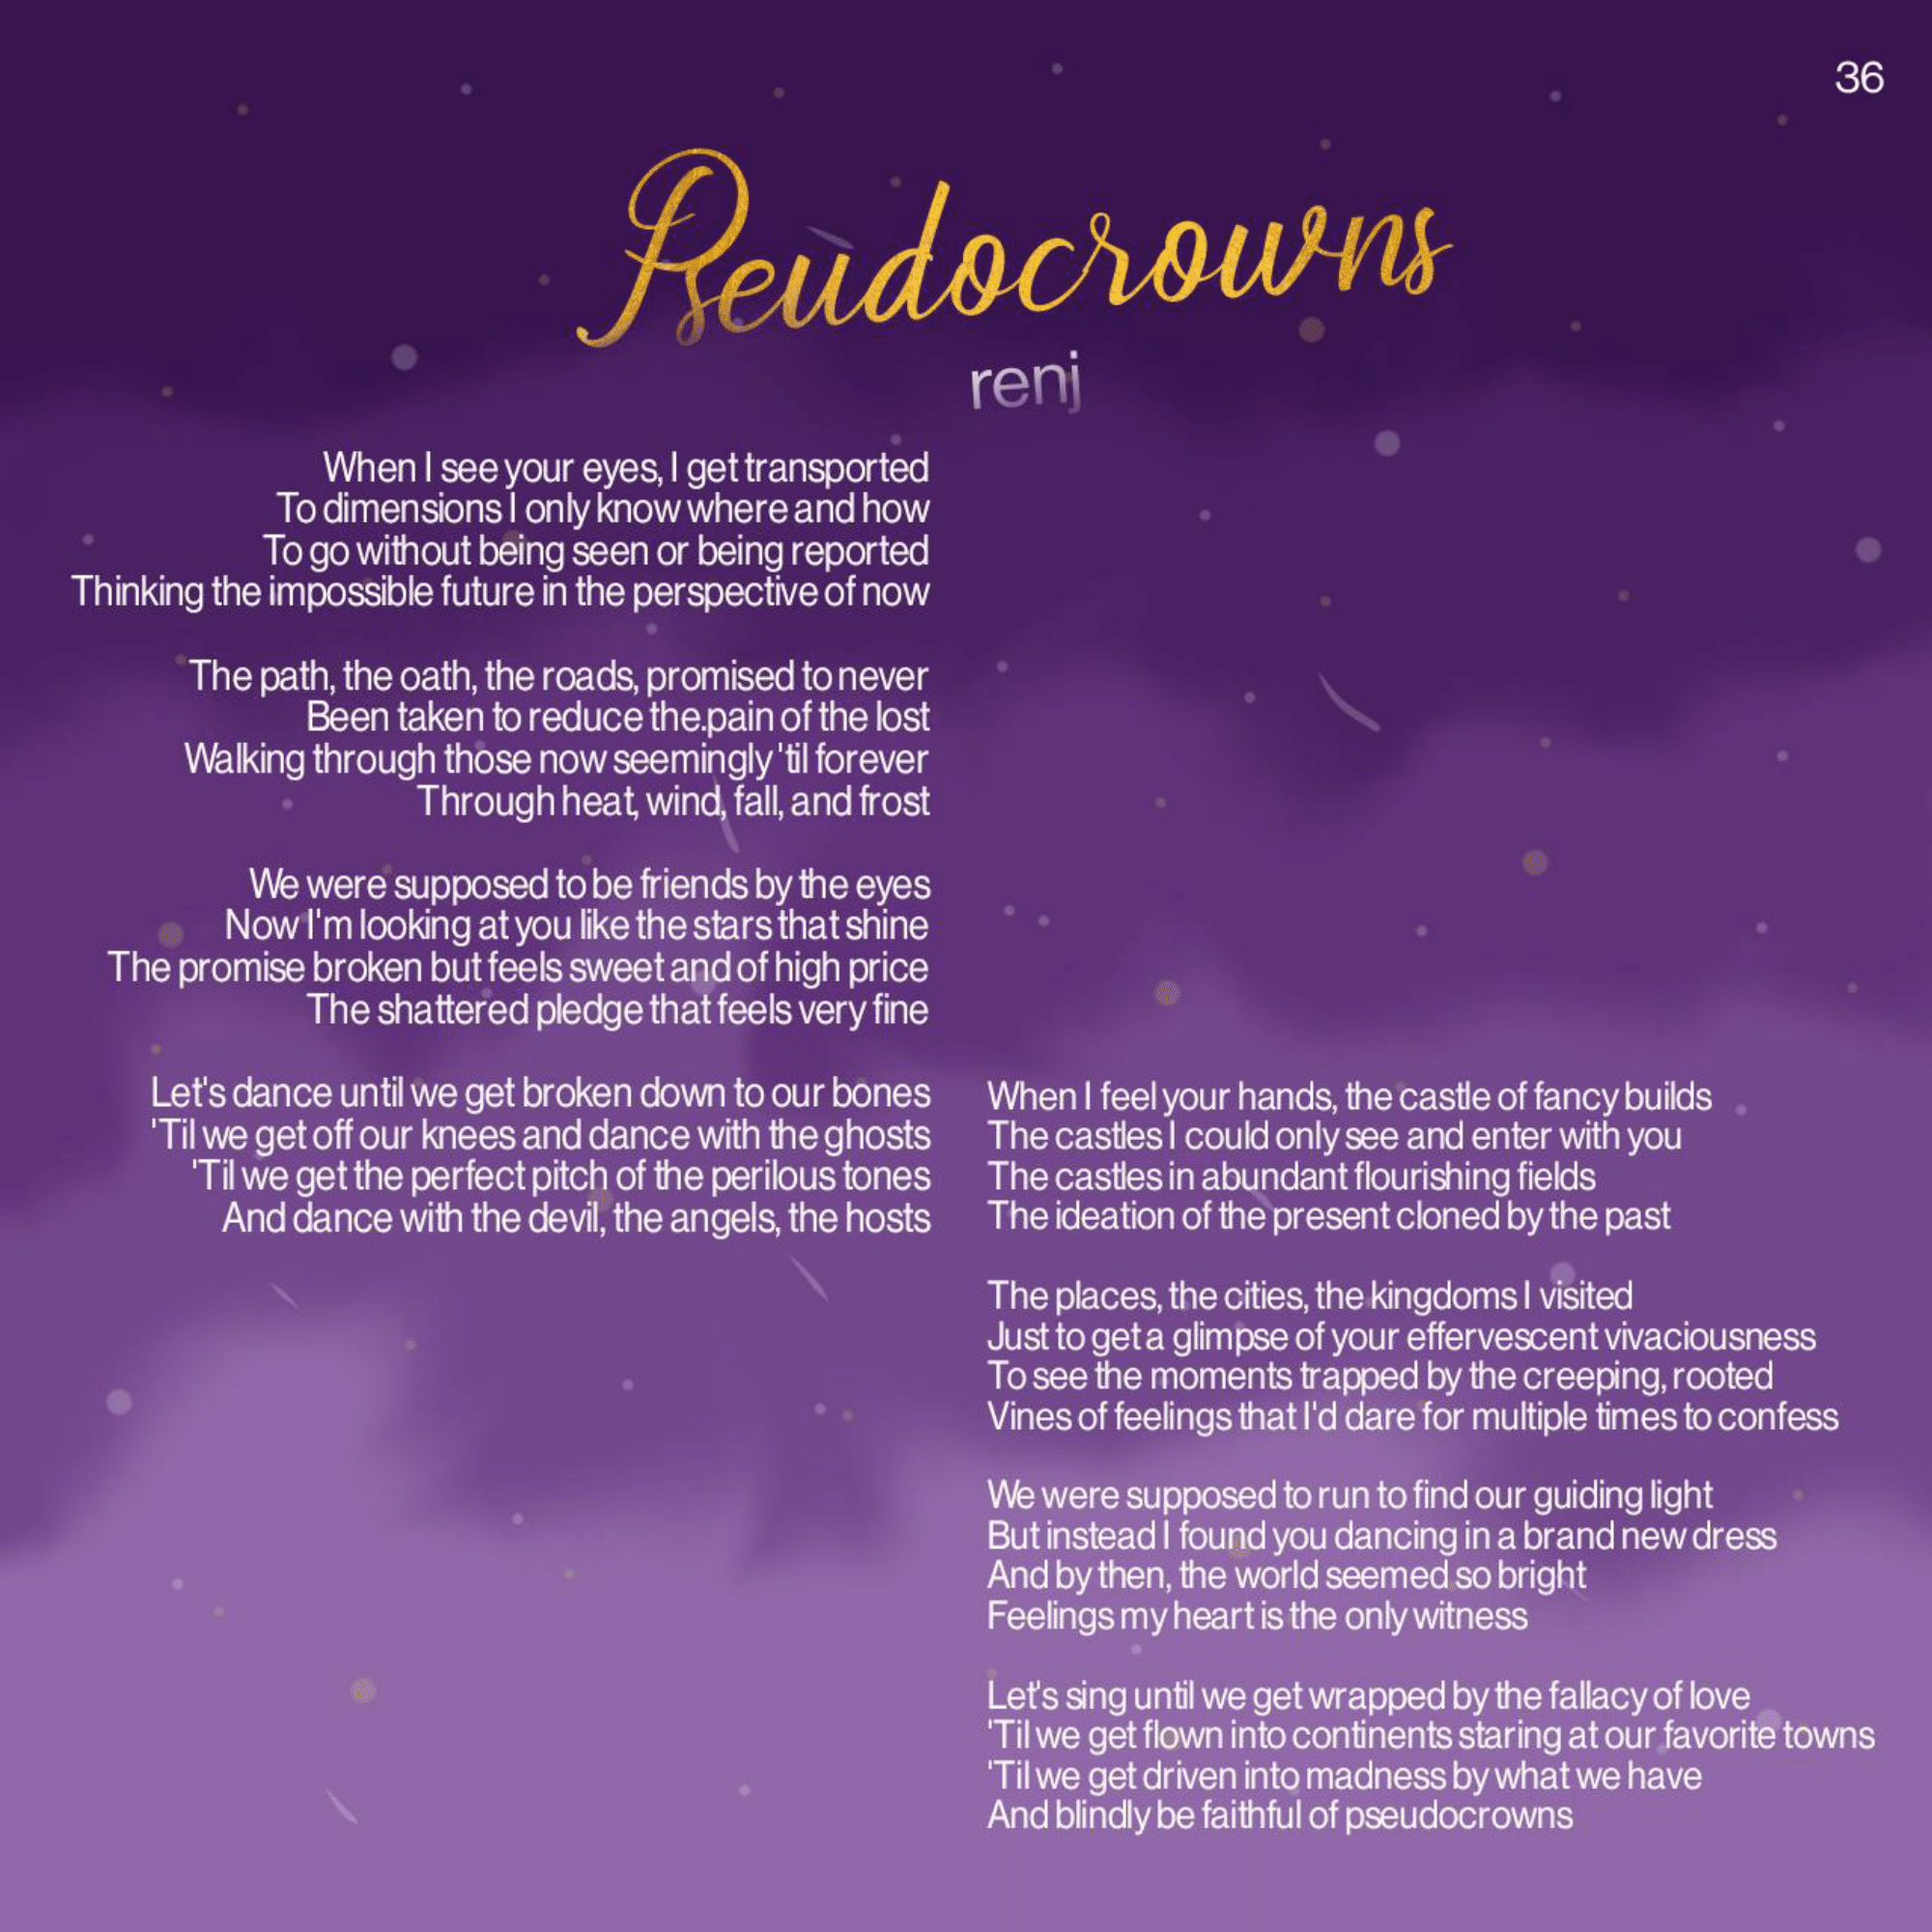 36
Pseudocrowns
renj
When I see your eyes, I get transported
To dimensions I only know where and how
To go without being seen or being reported
Thinking the impossible future in the perspective of now
The path, the oath, the roads, promised to never
Been taken to reduce the.pain of the lost
Walking through those now seemingly 'til forever
Through heat, wind, fall, and frost
We were supposed to be friends by the eyes
Now I'm looking at you like the stars that shine
The promise broken but feels sweet and of high price
The shattered pledge that feels very fine
Let's dance until we get broken down to our bones
'Til we get off our knees and dance with the ghosts
'Til we get the perfect pitch of the perilous tones
And dance with the devil, the angels, the hosts
When I feel your hands, the castle of fancy builds
The castles I could only see and enter with you
The castles in abundant flourishing fields
The ideation of the present cloned by the past
The places, the cities, the kingdoms I visited
Just to get a glimpse of your effervescent vivaciousness
To see the moments trapped by the creeping, rooted
Vines of feelings that I'd dare for multiple times to confess
We were supposed to run to find our guiding light
But instead I found you dancing in a brand new dress
And by then, the world seemed so bright
Feelings my heart is the only witness
Let's sing until we get wrapped by the fallacy of love
'Til we get flown into continents staring at our favorite towns
'Til we get driven into madness by what we have
And blindly be faithful of pseudocrowns